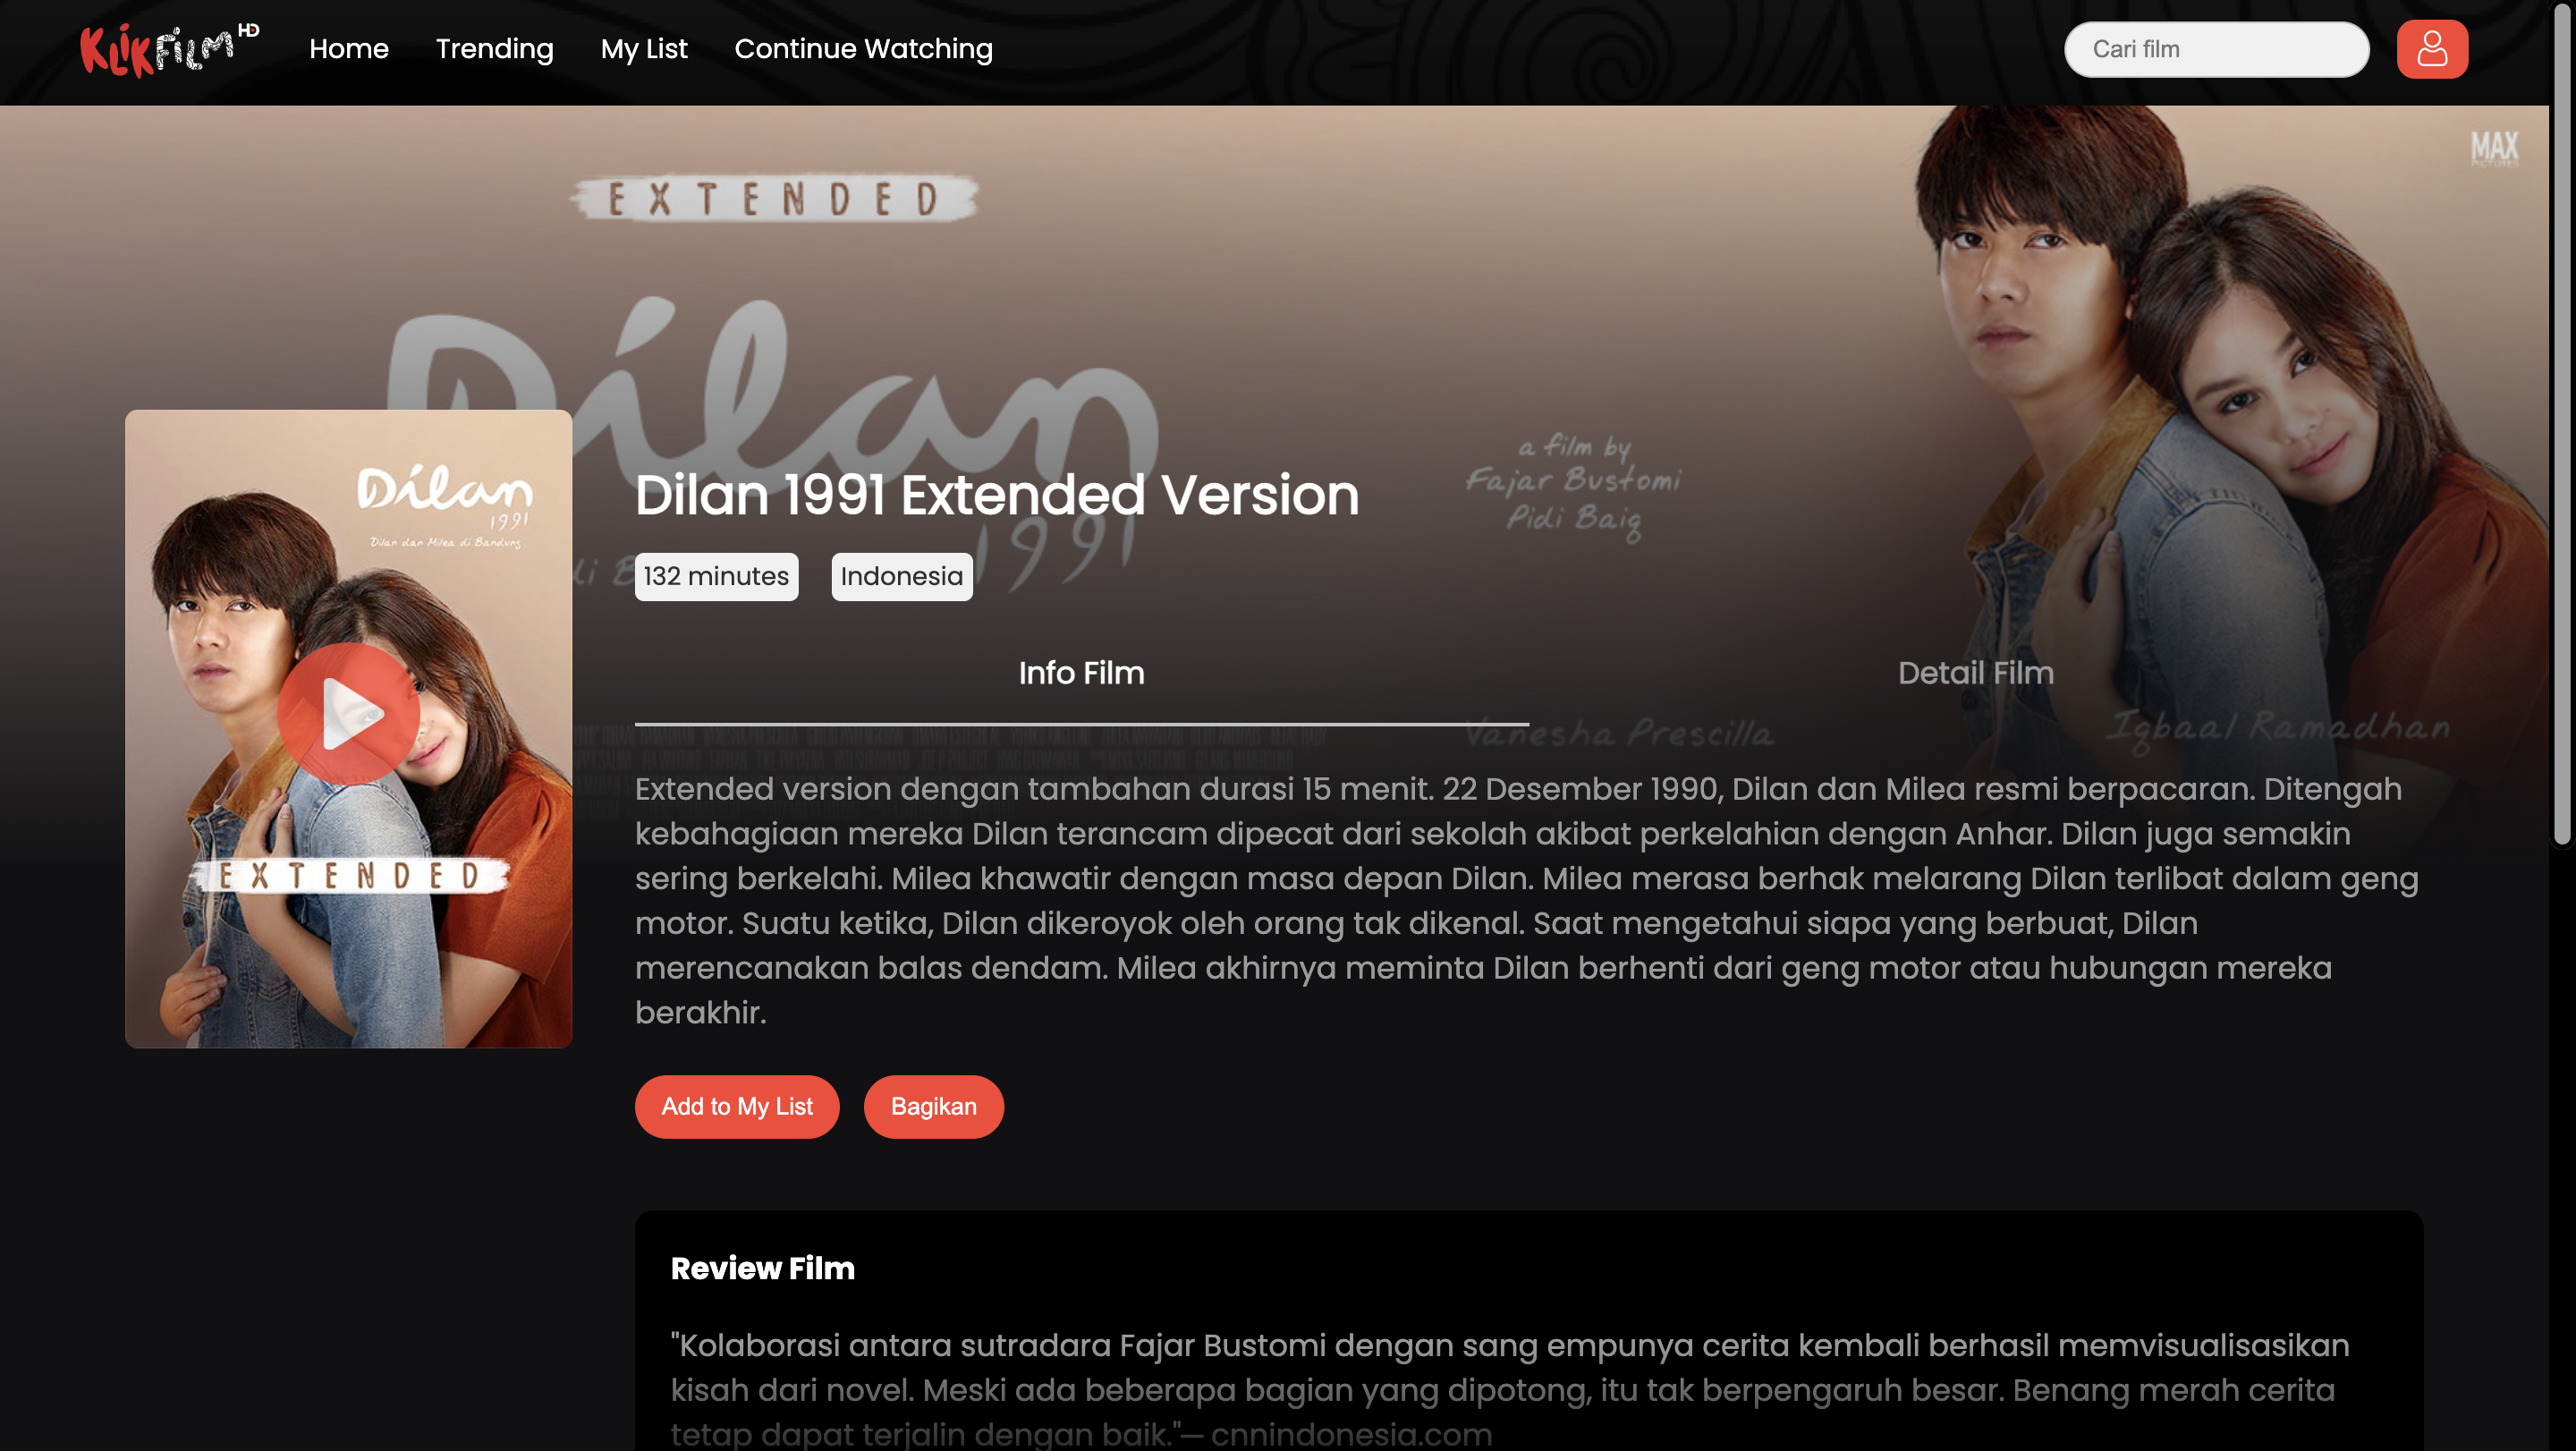 KLIKFILM HD
Home
Trending
My List
Continue Watching
Cari film
MAX
PICTURES
EXTENDED
Dilan
1991
a film by
Fajar Bustomi
Pidi Baiq
Dilan
1991
Dilan dan Milea di Bandung
EXTENDED
Dilan 1991 Extended Version
132 minutes
Indonesia
Info Film
Detail Film
Vanesha Prescilla
Iqbaal Ramadhan
Extended version dengan tambahan durasi 15 menit. 22 Desember 1990, Dilan dan Milea resmi berpacaran. Ditengah
kebahagiaan mereka Dilan terancam dipecat dari sekolah akibat perkelahian dengan Anhar. Dilan juga semakin
sering berkelahi. Milea khawatir dengan masa depan Dilan. Milea merasa berhak melarang Dilan terlibat dalam geng
motor. Suatu ketika, Dilan dikeroyok oleh orang tak dikenal. Saat mengetahui siapa yang berbuat, Dilan
merencanakan balas dendam. Milea akhirnya meminta Dilan berhenti dari geng motor atau hubungan mereka
berakhir.
Add to My List
Bagikan
Review Film
"Kolaborasi antara sutradara Fajar Bustomi dengan sang empunya cerita kembali berhasil memvisualisasikan
kisah dari novel. Meski ada beberapa bagian yang dipotong, itu tak berpengaruh besar. Benang merah cerita
tetap dapat terjalin dengan baik."— cnnindonesia.com